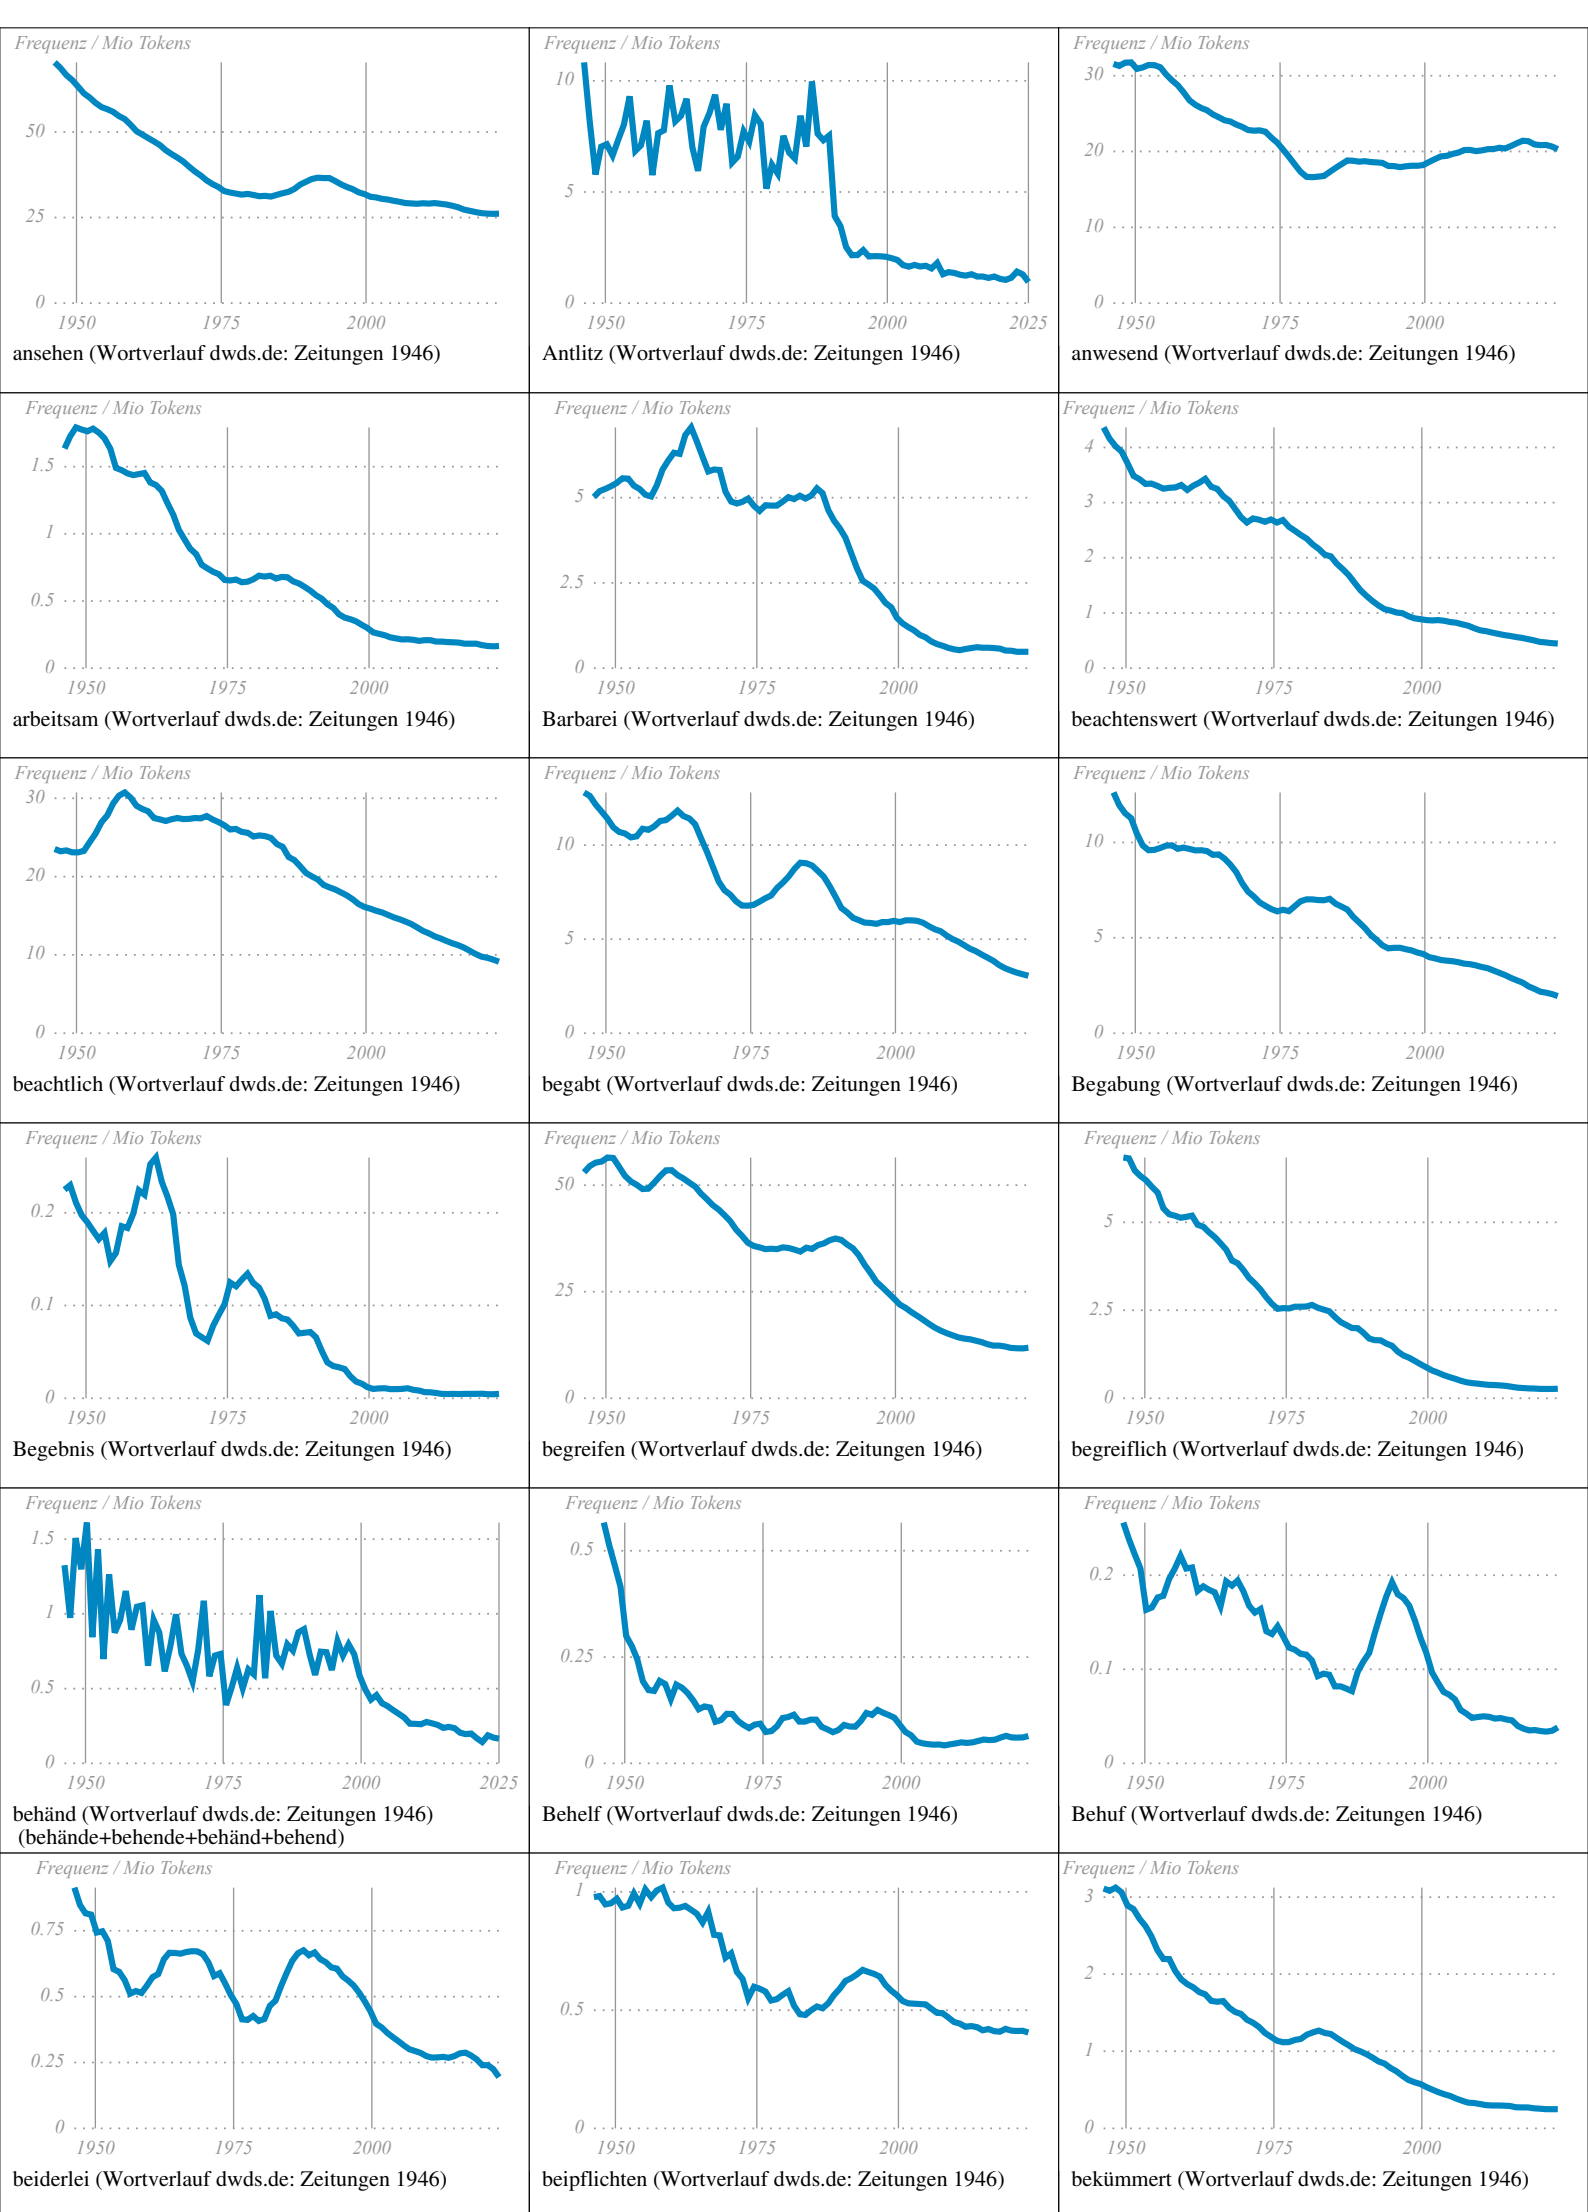 Frequenz / Mio Tokens
50
25
0
1950 1975 2000
ansehen (Wortverlauf dwds.de: Zeitungen 1946)
Frequenz / Mio Tokens
10
5
0
1950 1975 2000 2025
Antlitz (Wortverlauf dwds.de: Zeitungen 1946)
Frequenz / Mio Tokens
30
20
10
0
1950 1975 2000
anwesend (Wortverlauf dwds.de: Zeitungen 1946)
Frequenz / Mio Tokens
1.5
1
0.5
0
1950 1975 2000
arbeitsam (Wortverlauf dwds.de: Zeitungen 1946)
Frequenz / Mio Tokens
5
2.5
0
1950 1975 2000
Barbarei (Wortverlauf dwds.de: Zeitungen 1946)
Frequenz / Mio Tokens
4
3
2
1
0
1950 1975 2000
beachtenswert (Wortverlauf dwds.de: Zeitungen 1946)
Frequenz / Mio Tokens
30
20
10
0
1950 1975 2000
beachtlich (Wortverlauf dwds.de: Zeitungen 1946)
Frequenz / Mio Tokens
10
5
0
1950 1975 2000
begabt (Wortverlauf dwds.de: Zeitungen 1946)
Frequenz / Mio Tokens
10
5
0
1950 1975 2000
Begabung (Wortverlauf dwds.de: Zeitungen 1946)
Frequenz / Mio Tokens
0.2
0.1
0
1950 1975 2000
Begebnis (Wortverlauf dwds.de: Zeitungen 1946)
Frequenz / Mio Tokens
50
25
0
1950 1975 2000
begreifen (Wortverlauf dwds.de: Zeitungen 1946)
Frequenz / Mio Tokens
5
2.5
0
1950 1975 2000
begreiflich (Wortverlauf dwds.de: Zeitungen 1946)
Frequenz / Mio Tokens
1.5
1
0.5
0
1950 1975 2000 2025
behänd (Wortverlauf dwds.de: Zeitungen 1946)
(behände+behende+behänd+behend)
Frequenz / Mio Tokens
0.5
0.25
0
1950 1975 2000
Behelf (Wortverlauf dwds.de: Zeitungen 1946)
Frequenz / Mio Tokens
0.2
0.1
0
1950 1975 2000
Behuf (Wortverlauf dwds.de: Zeitungen 1946)
Frequenz / Mio Tokens
0.75
0.5
0.25
0
1950 1975 2000
beiderlei (Wortverlauf dwds.de: Zeitungen 1946)
Frequenz / Mio Tokens
1
0.5
0
1950 1975 2000
beipflichten (Wortverlauf dwds.de: Zeitungen 1946)
Frequenz / Mio Tokens
3
2
1
0
1950 1975 2000
bekümmert (Wortverlauf dwds.de: Zeitungen 1946)